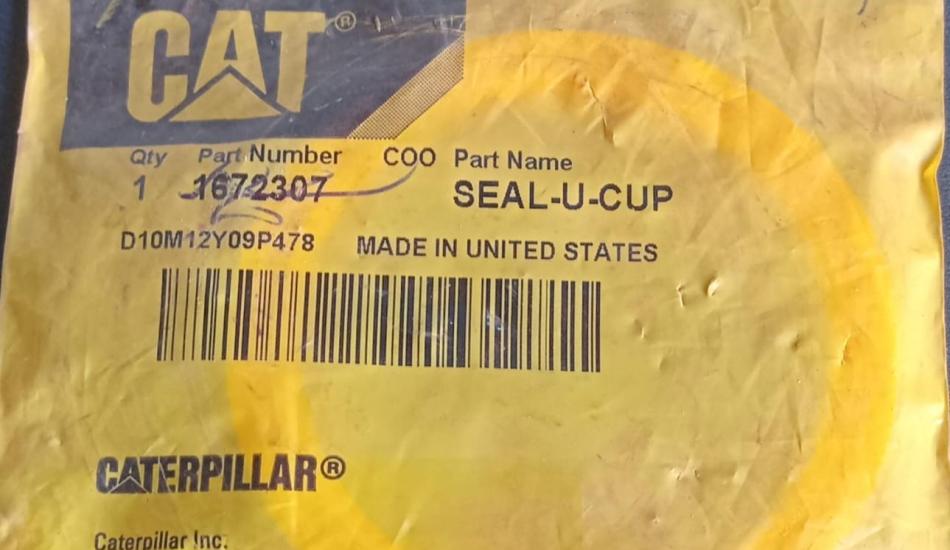 CAT®
Qty Part Number COO Part Name
1 1672307 SEAL-U-CUP
D10M12Y09P478 MADE IN UNITED STATES
CATERPILLAR®
Caterpillar Inc.